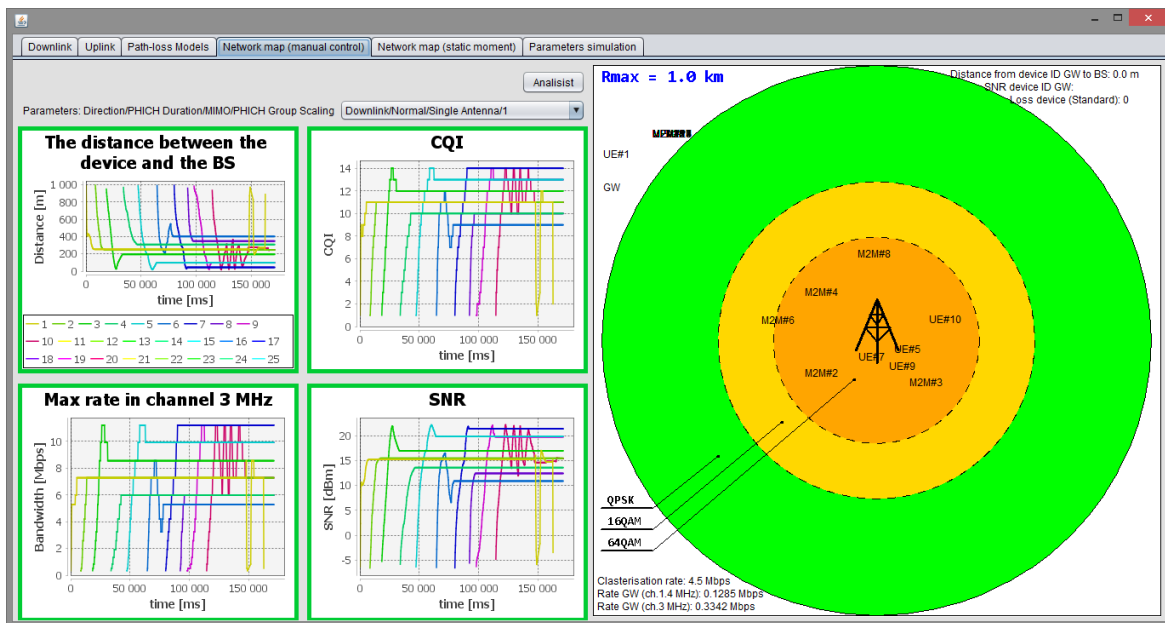 Downlink Uplink Path-loss Models Network map (manual control) Network map (static moment) Parameters simulation
Analisist
Parameters: Direction/PHICH Duration/MIMO/PHICH Group Scaling Downlink/Normal/Single Antenna/1
The distance between the
device and the BS
1 000
800
600
400
200
0
Distance [m]
0 50 000 100 000 150 000
time [ms]
1 2 3 4 5 6 7 8 9
10 11 12 13 14 15 16 17
18 19 20 21 22 23 24 25
CQI
14
12
10
8
6
4
2
0
CQI
0 50 000 100 000 150 000
time [ms]
Max rate in channel 3 MHz
10
8
6
4
2
0
Bandwidth [Mbps]
0 50 000 100 000 150 000
time [ms]
SNR
20
15
10
5
0
-5
SNR [dBm]
0 50 000 100 000 150 000
time [ms]
Rmax = 1.0 km
Distance from device ID GW to BS: 0.0 m
SNR device ID GW:
Loss device (Standard): 0
UE#1
GW
M2M#8
M2M#4
M2M#6
UE#10
UE#5
UE#7
UE#9
M2M#2
M2M#3
QPSK
16QAM
64QAM
Clasterisation rate: 4.5 Mbps
Rate GW (ch.1.4 MHz): 0.1285 Mbps
Rate GW (ch.3 MHz): 0.3342 Mbps